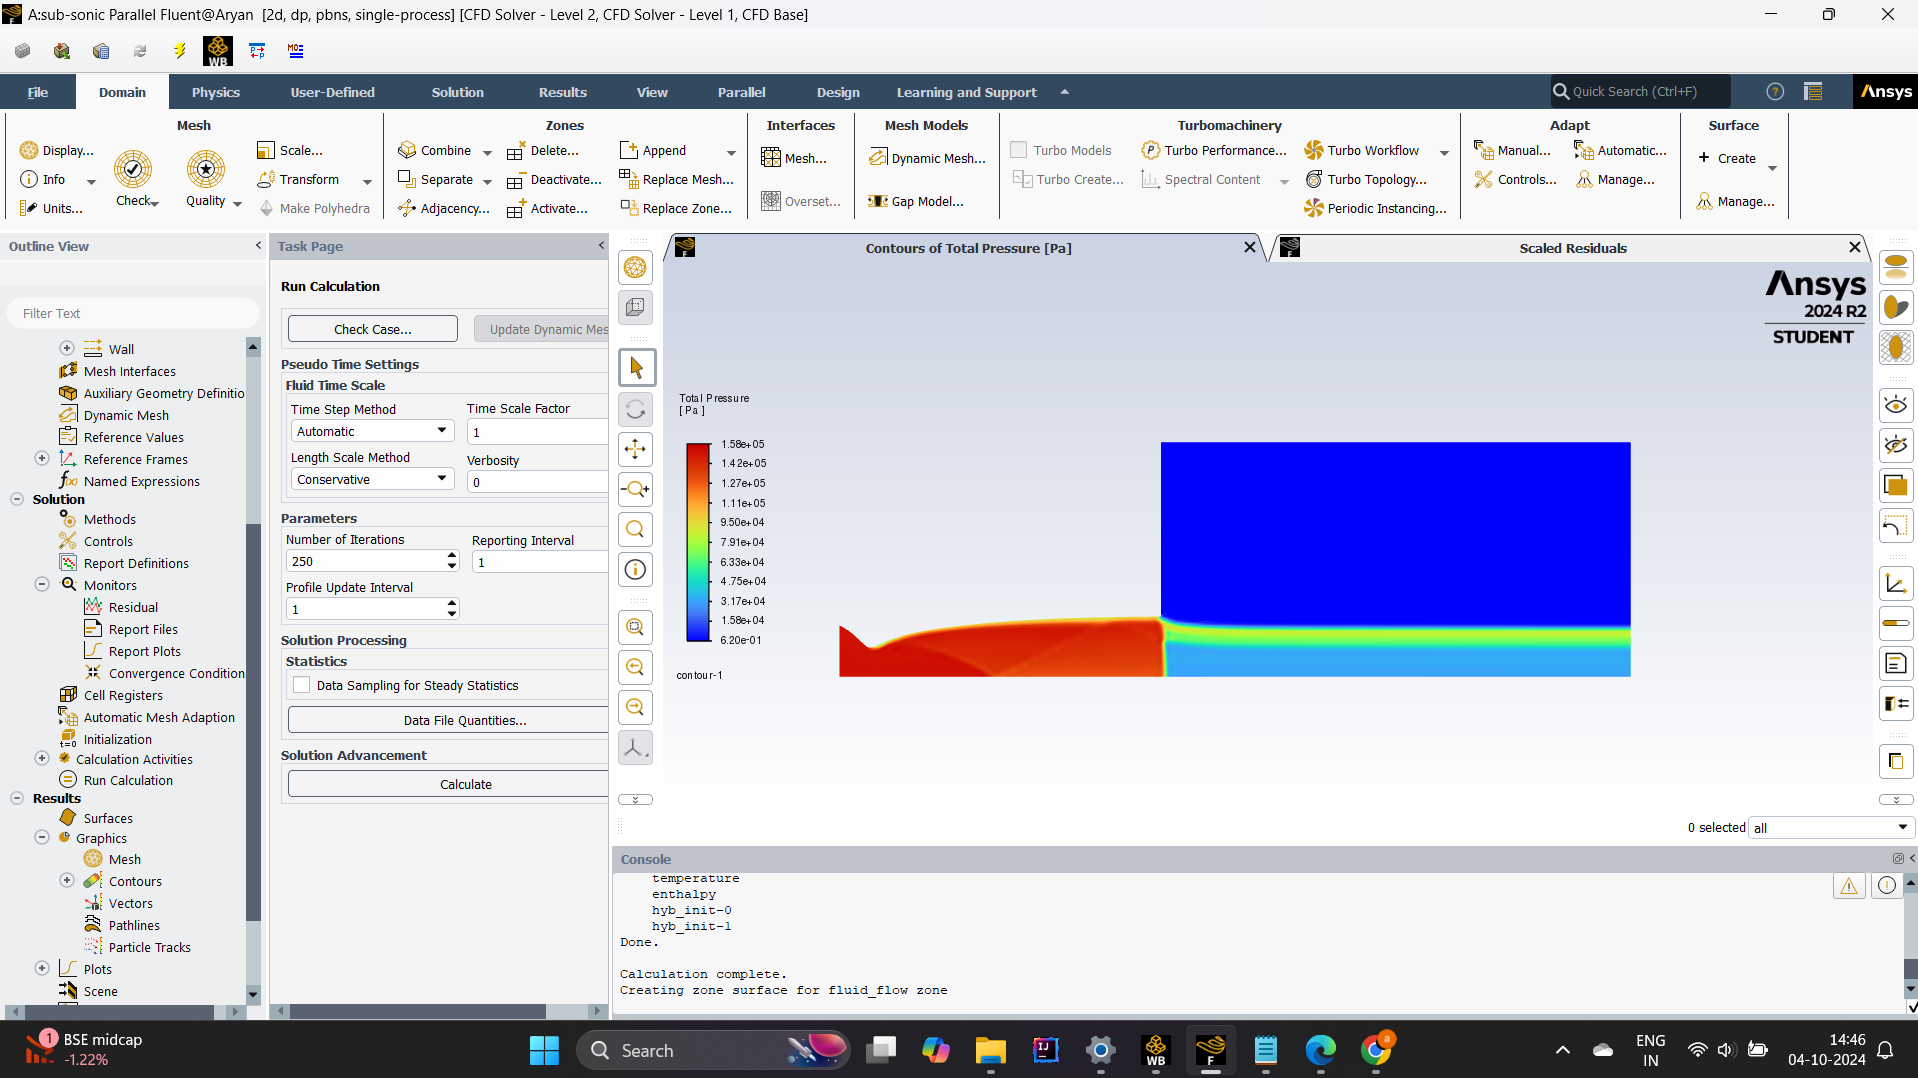 A:sub-sonic Parallel Fluent@Aryan [2d, dp, pbns, single-process] [CFD Solver - Level 2, CFD Solver - Level 1, CFD Base]
WB
File Domain Physics User-Defined Solution Results View Parallel Design Learning and Support
Quick Search (Ctrl+F)
Ansys
Mesh
Display...
Info
Units...
Check
Quality
Scale...
Transform
Make Polyhedra
Zones
Combine
Separate
Adjacency...
Delete...
Deactivate...
Activate...
Append
Replace Mesh...
Replace Zone...
Interfaces
Mesh...
Overset...
Mesh Models
Dynamic Mesh...
Gap Model...
Turbomachinery
Turbo Models
Turbo Create...
Turbo Performance...
Spectral Content
Turbo Workflow
Turbo Topology...
Periodic Instancing...
Adapt
Manual...
Controls...
Automatic...
Manage...
Surface
Create
Manage...
Outline View
Filter Text
Wall
Mesh Interfaces
Auxiliary Geometry Definitio
Dynamic Mesh
Reference Values
Reference Frames
Named Expressions
Solution
Methods
Controls
Report Definitions
Monitors
Residual
Report Files
Report Plots
Convergence Condition
Cell Registers
Automatic Mesh Adaption
Initialization
Calculation Activities
Run Calculation
Results
Surfaces
Graphics
Mesh
Contours
Vectors
Pathlines
Particle Tracks
Plots
Scene
Task Page
Run Calculation
Check Case...
Update Dynamic Mes
Pseudo Time Settings
Fluid Time Scale
Time Step Method
Time Scale Factor
Automatic
1
Length Scale Method
Verbosity
Conservative
0
Parameters
Number of Iterations
Reporting Interval
250
1
Profile Update Interval
1
Solution Processing
Statistics
Data Sampling for Steady Statistics
Data File Quantities...
Solution Advancement
Calculate
Contours of Total Pressure [Pa]
Scaled Residuals
Ansys
2024 R2
STUDENT
Total Pressure
[ Pa ]
1.58e+05
1.42e+05
1.27e+05
1.11e+05
9.50e+04
7.91e+04
6.33e+04
4.75e+04
3.17e+04
1.58e+04
6.20e-01
contour-1
0 selected all
Console
temperature
enthalpy
hyb_init-0
hyb_init-1
Done.
Calculation complete.
Creating zone surface for fluid_flow zone
1
BSE midcap
-1.22%
Search
WB
ENG
IN
14:46
04-10-2024